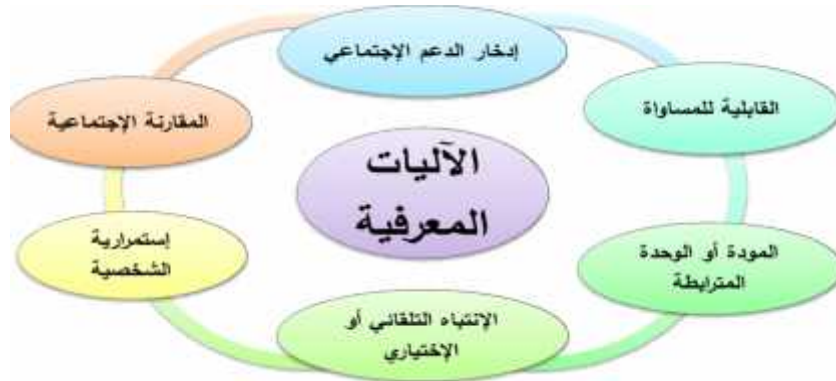 إدخار الدعم الإجتماعي
القابلية للمساواة
المودة أو الوحدة
المترابطة
الإنتباه التلقائي أو
الإختياري
إستمرارية
الشخصية
المقارنة الإجتماعية
الآليات
المعرفية